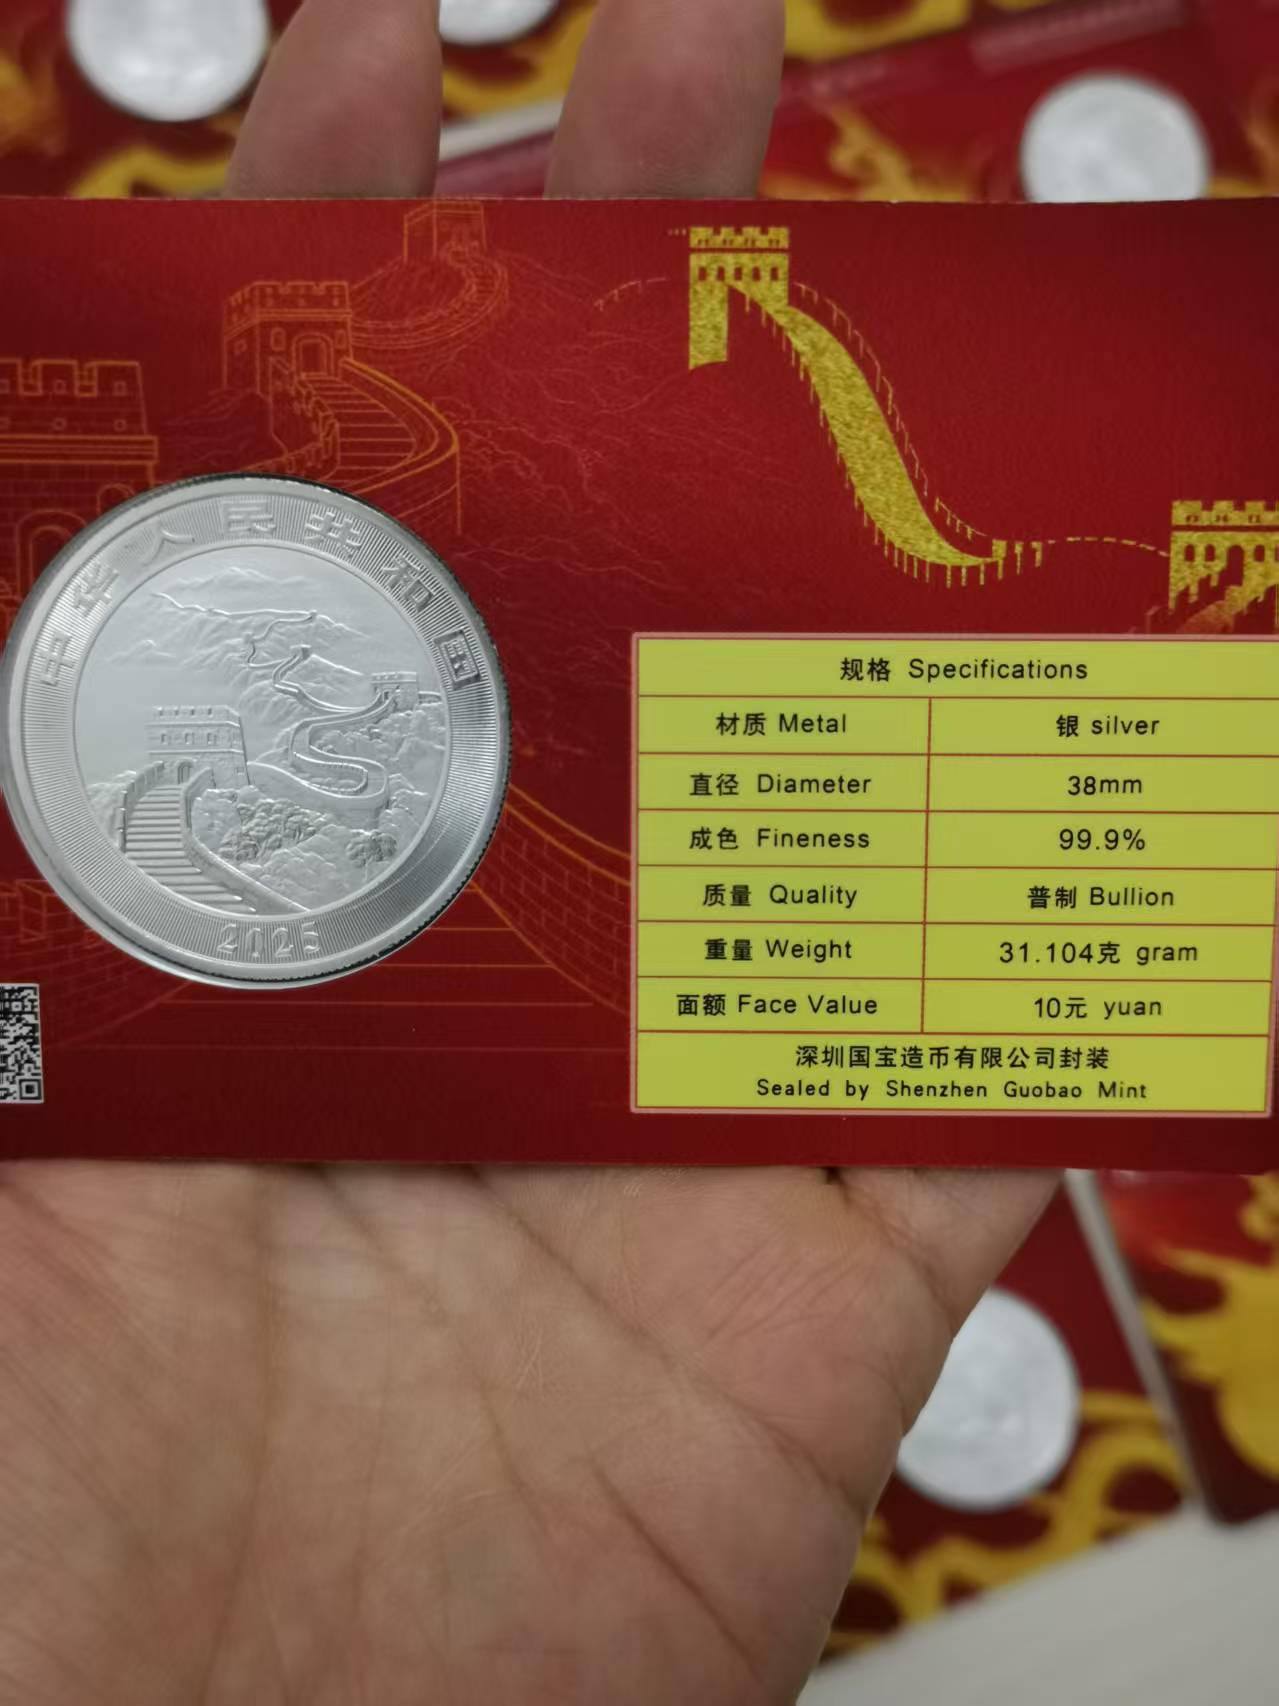 中华人民共和国
2025
规格 Specifications
材质 Metal 银 silver
直径 Diameter 38mm
成色 Fineness 99.9%
质量 Quality 普制 Bullion
重量 Weight 31.104克 gram
面额 Face Value 10元 yuan
深圳国宝造币有限公司封装
Sealed by Shenzhen Guobao Mint